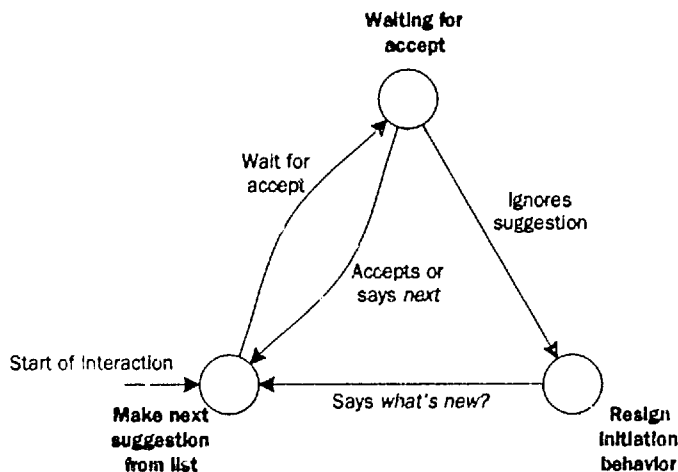 Waiting for
accept
Wait for
accept
Ignores
suggestion
Accepts or
says next
Start of Interaction
Says what's new?
Make next
suggestion
from list
Resign
initiation
behavior